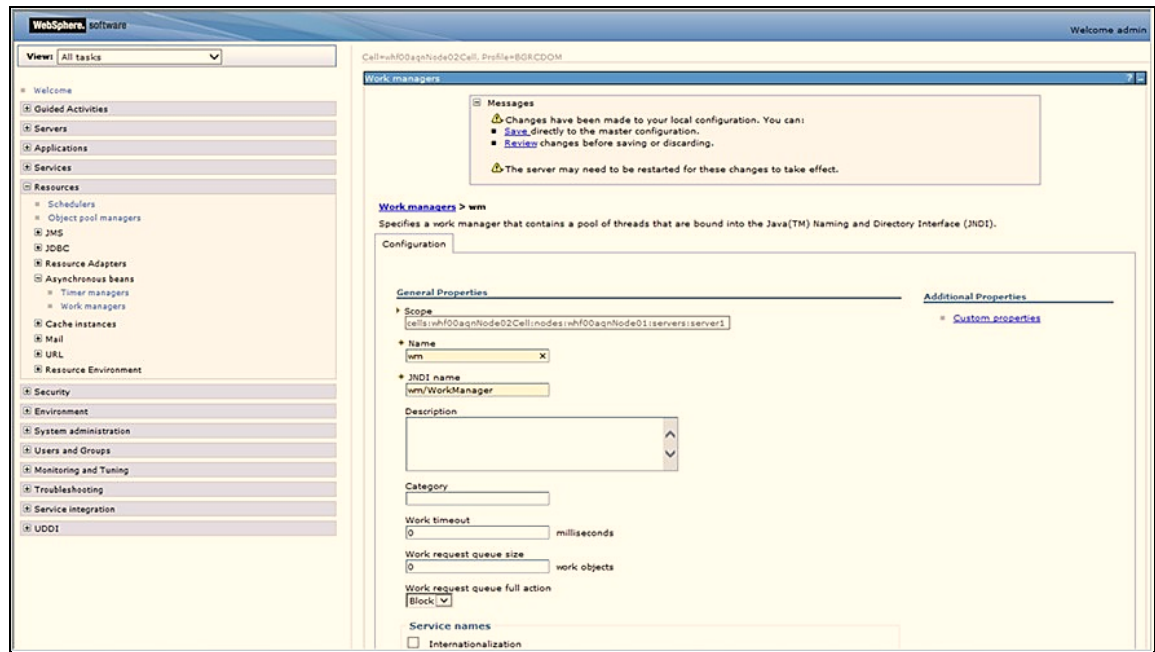 WebSphere. software
Welcome admin
View: All tasks
Cell=whf00aqnNode02Cell, Profile=BGRCDOM
Work managers
? -
Welcome
Guided Activities
Servers
Applications
Services
Resources
Schedulers
Object pool managers
JMS
JDBC
Resource Adapters
Asynchronous beans
Timer managers
Work managers
Cache instances
Mail
URL
Resource Environment
Security
Environment
System administration
Users and Groups
Monitoring and Tuning
Troubleshooting
Service integration
UDDI
Messages
Changes have been made to your local configuration. You can:
Save directly to the master configuration.
Review changes before saving or discarding.
The server may need to be restarted for these changes to take effect.
Work managers > wm
Specifies a work manager that contains a pool of threads that are bound into the Java(TM) Naming and Directory Interface (JNDI).
Configuration
General Properties
Scope
cells:whf00aqnNode02Cell:nodes:whf00aqnNode01:servers:server1
Name
wm
JNDI name
wm/WorkManager
Description
Category
Work timeout
0 milliseconds
Work request queue size
0 work objects
Work request queue full action
Block
Service names
Internationalization
Additional Properties
Custom properties